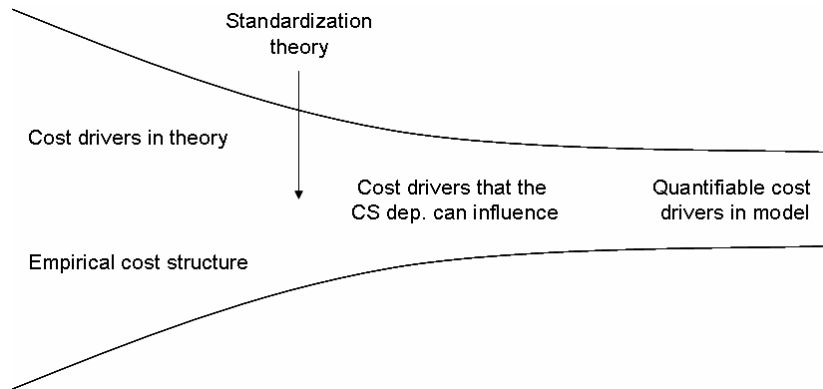 Standardization
theory
Cost drivers in theory
Cost drivers that the
CS dep. can influence
Quantifiable cost
drivers in model
Empirical cost structure